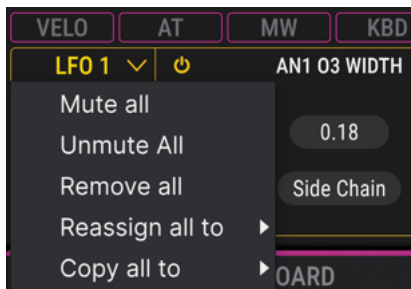 VELO AT MW KBD
LFO 1 AN1 O3 WIDTH
Mute all
0.18
Unmute All
Remove all
Side Chain
Reassign all to
Copy all to
OARD